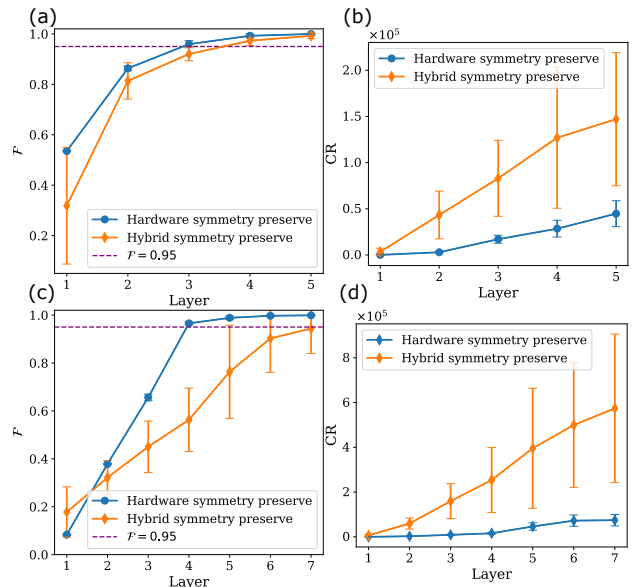 (a)
1.0
0.8
0.6
0.4
0.2
F
Hardware symmetry preserve
Hybrid symmetry preserve
F = 0.95
1 2 3 4 5
Layer
(b)
×10⁵
2.0
1.5
1.0
0.5
0.0
CR
Hardware symmetry preserve
Hybrid symmetry preserve
1 2 3 4 5
Layer
(c)
1.0
0.8
0.6
0.4
0.2
0.0
F
Hardware symmetry preserve
Hybrid symmetry preserve
F = 0.95
1 2 3 4 5 6 7
Layer
(d)
×10⁵
8
6
4
2
0
CR
Hardware symmetry preserve
Hybrid symmetry preserve
1 2 3 4 5 6 7
Layer